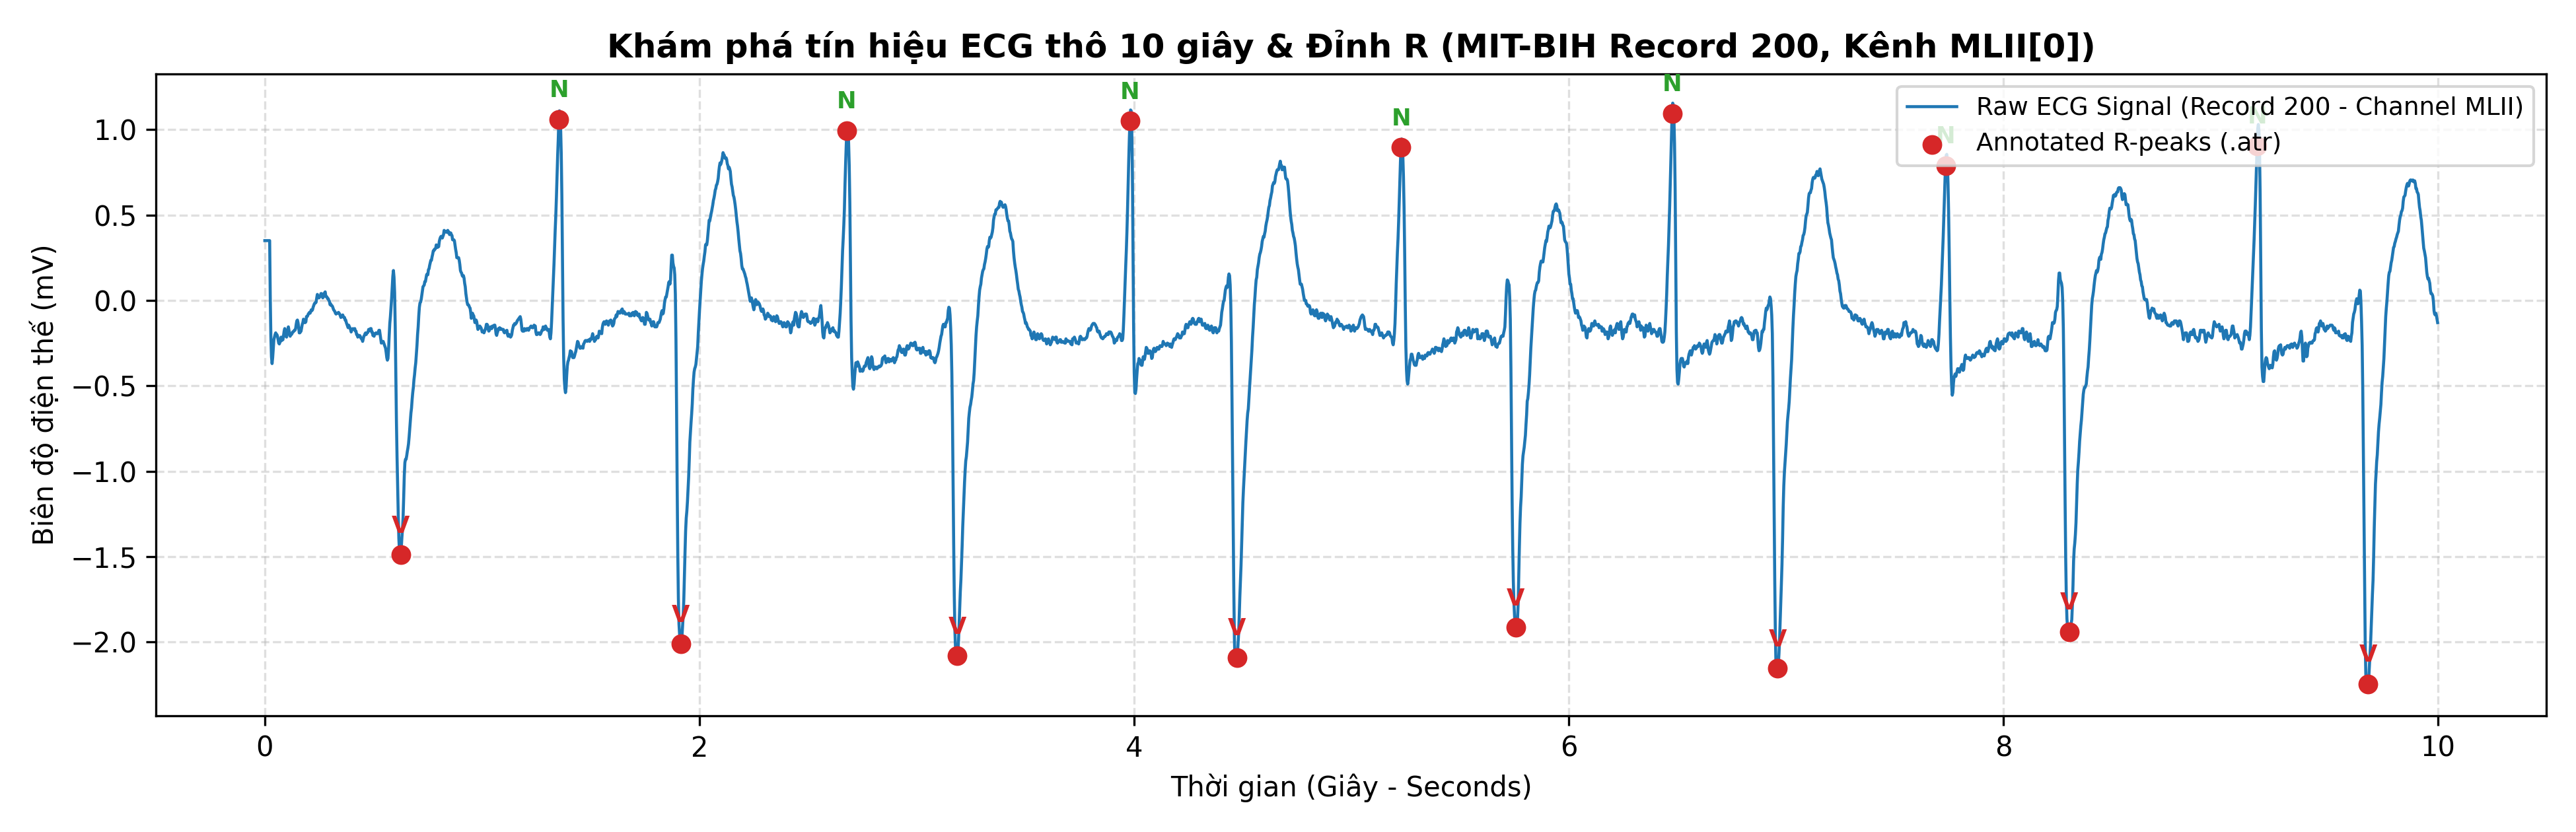 Khám phá tín hiệu ECG thô 10 giây & Đỉnh R (MIT-BIH Record 200, Kênh MLII[0])
Biên độ điện thế (mV)
1.0
0.5
0.0
−0.5
−1.0
−1.5
−2.0
N
N
N
N
N
N
N
Raw ECG Signal (Record 200 - Channel MLII)
Annotated R-peaks (.atr)
V
V
V
V
V
V
V
V
0
2
4
6
8
10
Thời gian (Giây - Seconds)